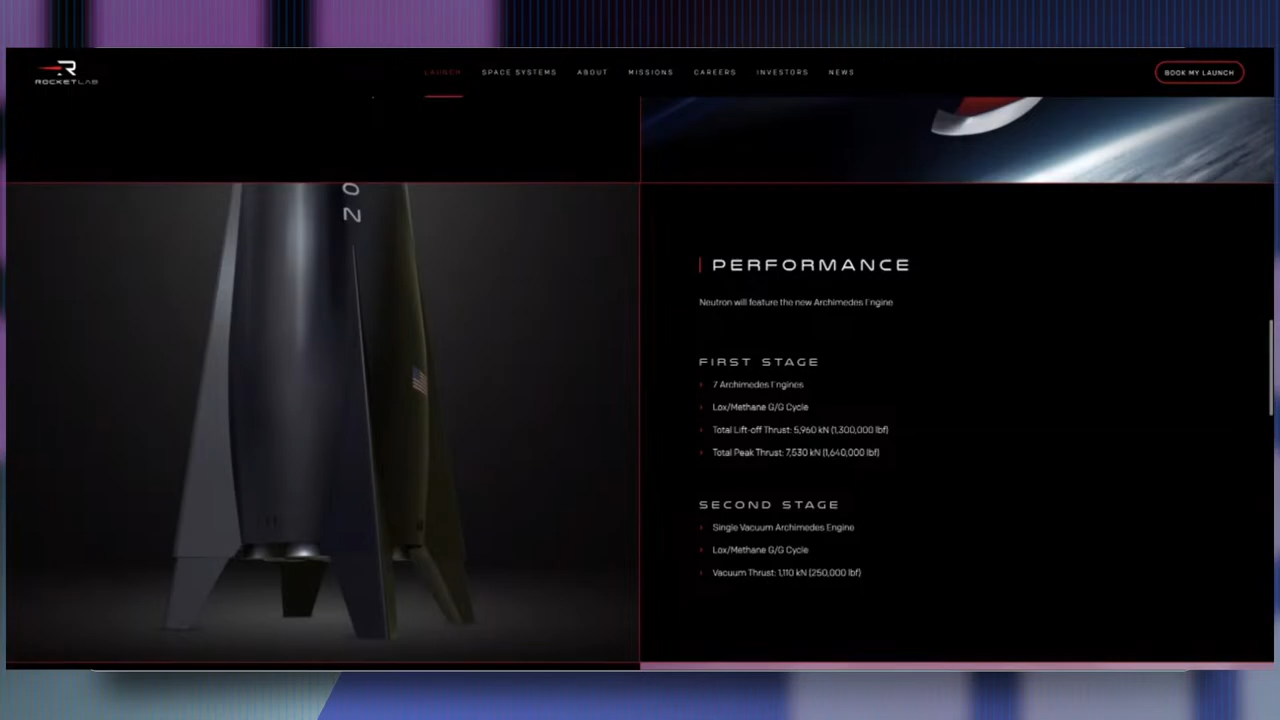 ROCKETLAB
LAUNCH SPACE SYSTEMS ABOUT MISSIONS CAREERS INVESTORS NEWS BOOK MY LAUNCH
20
PERFORMANCE
Neutron will feature the new Archimedes Engine
FIRST STAGE
7 Archimedes Engines
Lox/Methane G/G Cycle
Total Lift-off Thrust: 5,960 kN (1,300,000 lbf)
Total Peak Thrust: 7,530 kN (1,640,000 lbf)
SECOND STAGE
Single Vacuum Archimedes Engine
Lox/Methane G/G Cycle
Vacuum Thrust: 1,110 kN (250,000 lbf)